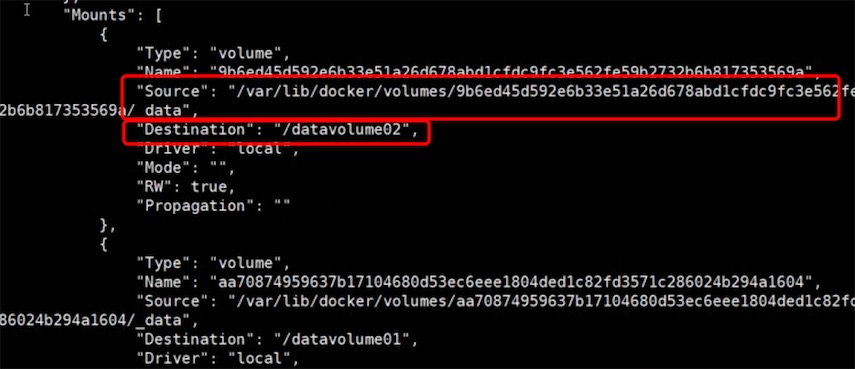 },
"Mounts": [
{
"Type": "volume",
"Name": "9b6ed45d592e6b33e51a26d678abd1cfdc9fc3e562fe59b2732b6b817353569a",
"Source": "/var/lib/docker/volumes/9b6ed45d592e6b33e51a26d678abd1cfdc9fc3e562fe
2b6b817353569a/_data",
"Destination": "/datavolume02",
"Driver": "local",
"Mode": "",
"RW": true,
"Propagation": ""
},
{
"Type": "volume",
"Name": "aa70874959637b17104680d53ec6eee1804ded1c82fd3571c286024b294a1604",
"Source": "/var/lib/docker/volumes/aa70874959637b17104680d53ec6eee1804ded1c82fd
86024b294a1604/_data",
"Destination": "/datavolume01",
"Driver": "local",